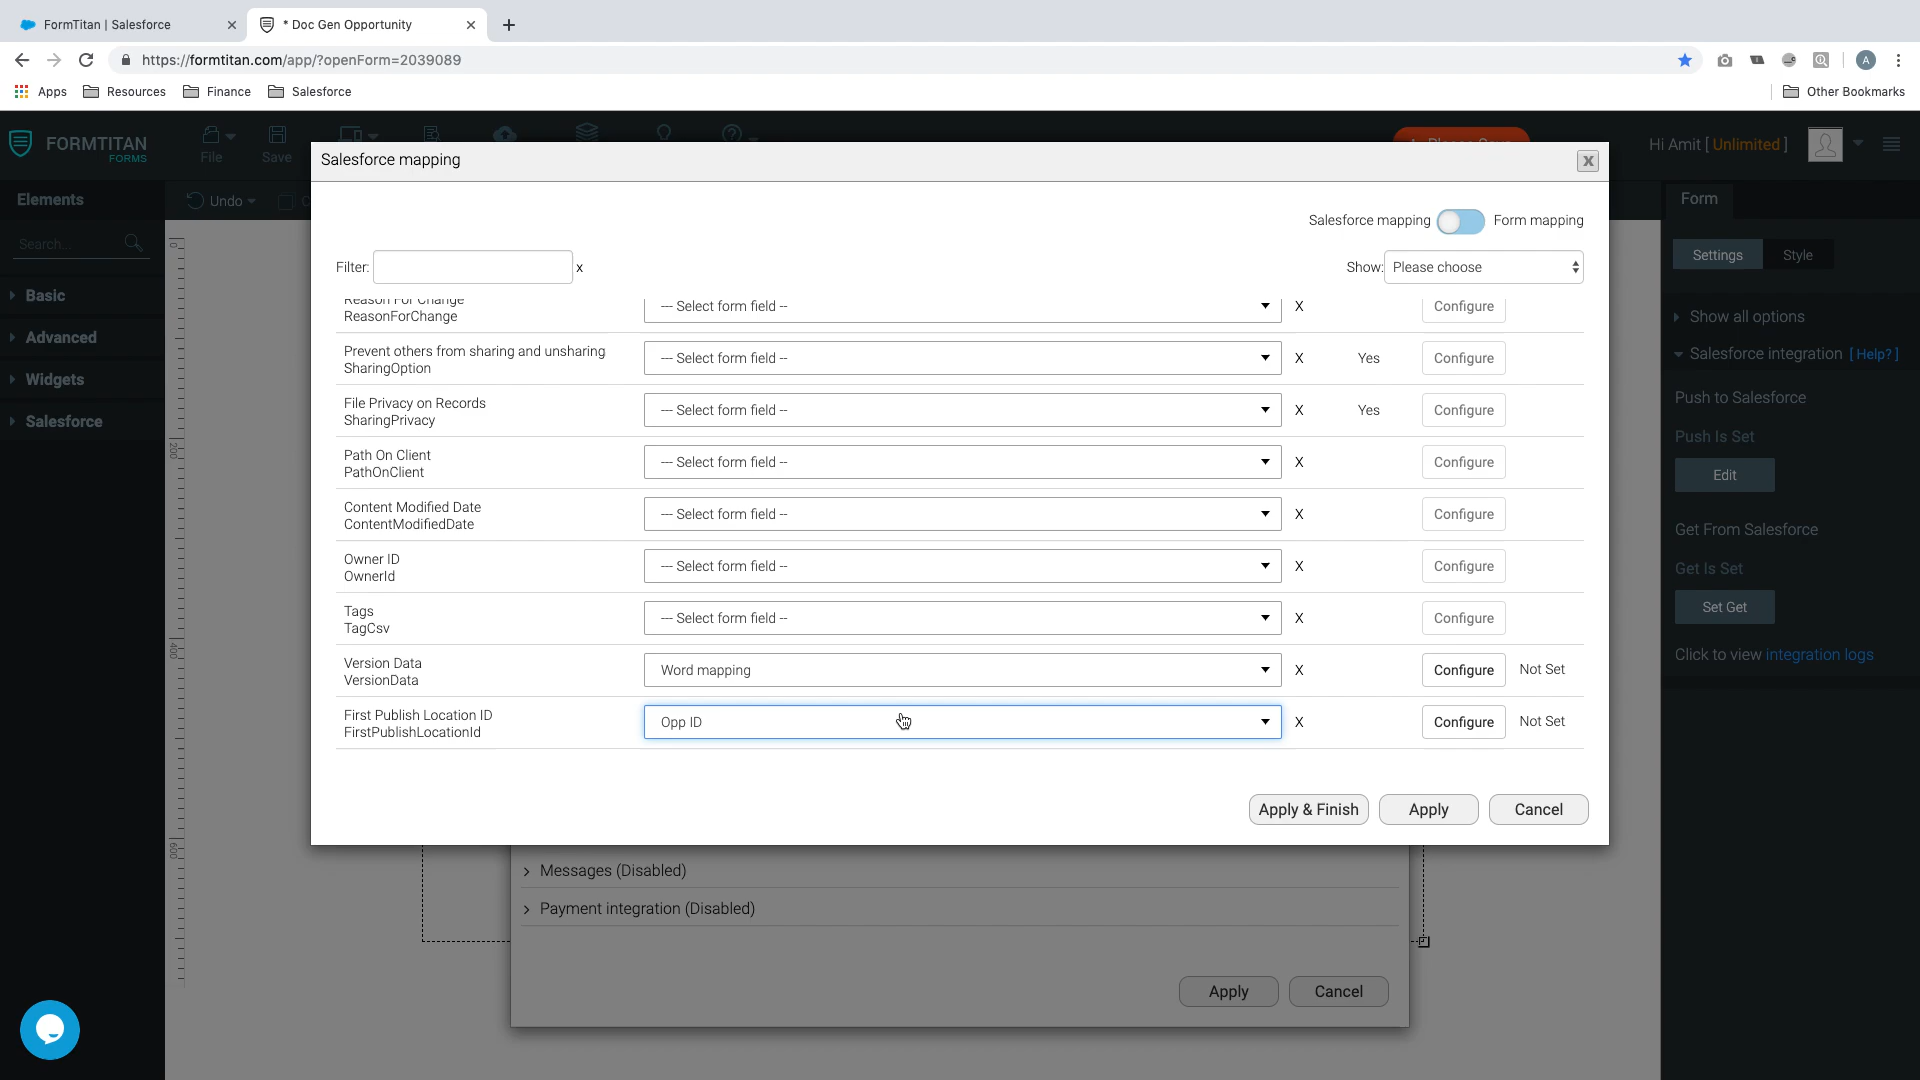 FormTitan | Salesforce
* Doc Gen Opportunity
https://formtitan.com/app/?openForm=2039089
A
Apps
Resources
Finance
Salesforce
Other Bookmarks
FORMTITAN
FORMS
File
Save
Hi Amit [ Unlimited ]
Salesforce mapping
X
Elements
Undo
Form
Search...
Salesforce mapping
Form mapping
Settings
Style
Filter:
x
Show:
Please choose
Basic
Reason For Change
ReasonForChange
--- Select form field --
X
Configure
Show all options
Advanced
Prevent others from sharing and unsharing
SharingOption
--- Select form field --
X
Yes
Configure
Salesforce integration [ Help? ]
Widgets
File Privacy on Records
SharingPrivacy
--- Select form field --
X
Yes
Configure
Push to Salesforce
Salesforce
Push Is Set
Path On Client
PathOnClient
--- Select form field --
X
Configure
Edit
Content Modified Date
ContentModifiedDate
--- Select form field --
X
Configure
Get From Salesforce
Owner ID
OwnerId
--- Select form field --
X
Configure
Get Is Set
Tags
TagCsv
--- Select form field --
X
Configure
Set Get
Version Data
VersionData
Word mapping
X
Configure
Not Set
Click to view integration logs
First Publish Location ID
FirstPublishLocationId
Opp ID
X
Configure
Not Set
Apply & Finish
Apply
Cancel
Messages (Disabled)
Payment integration (Disabled)
Apply
Cancel
0
200
400
600